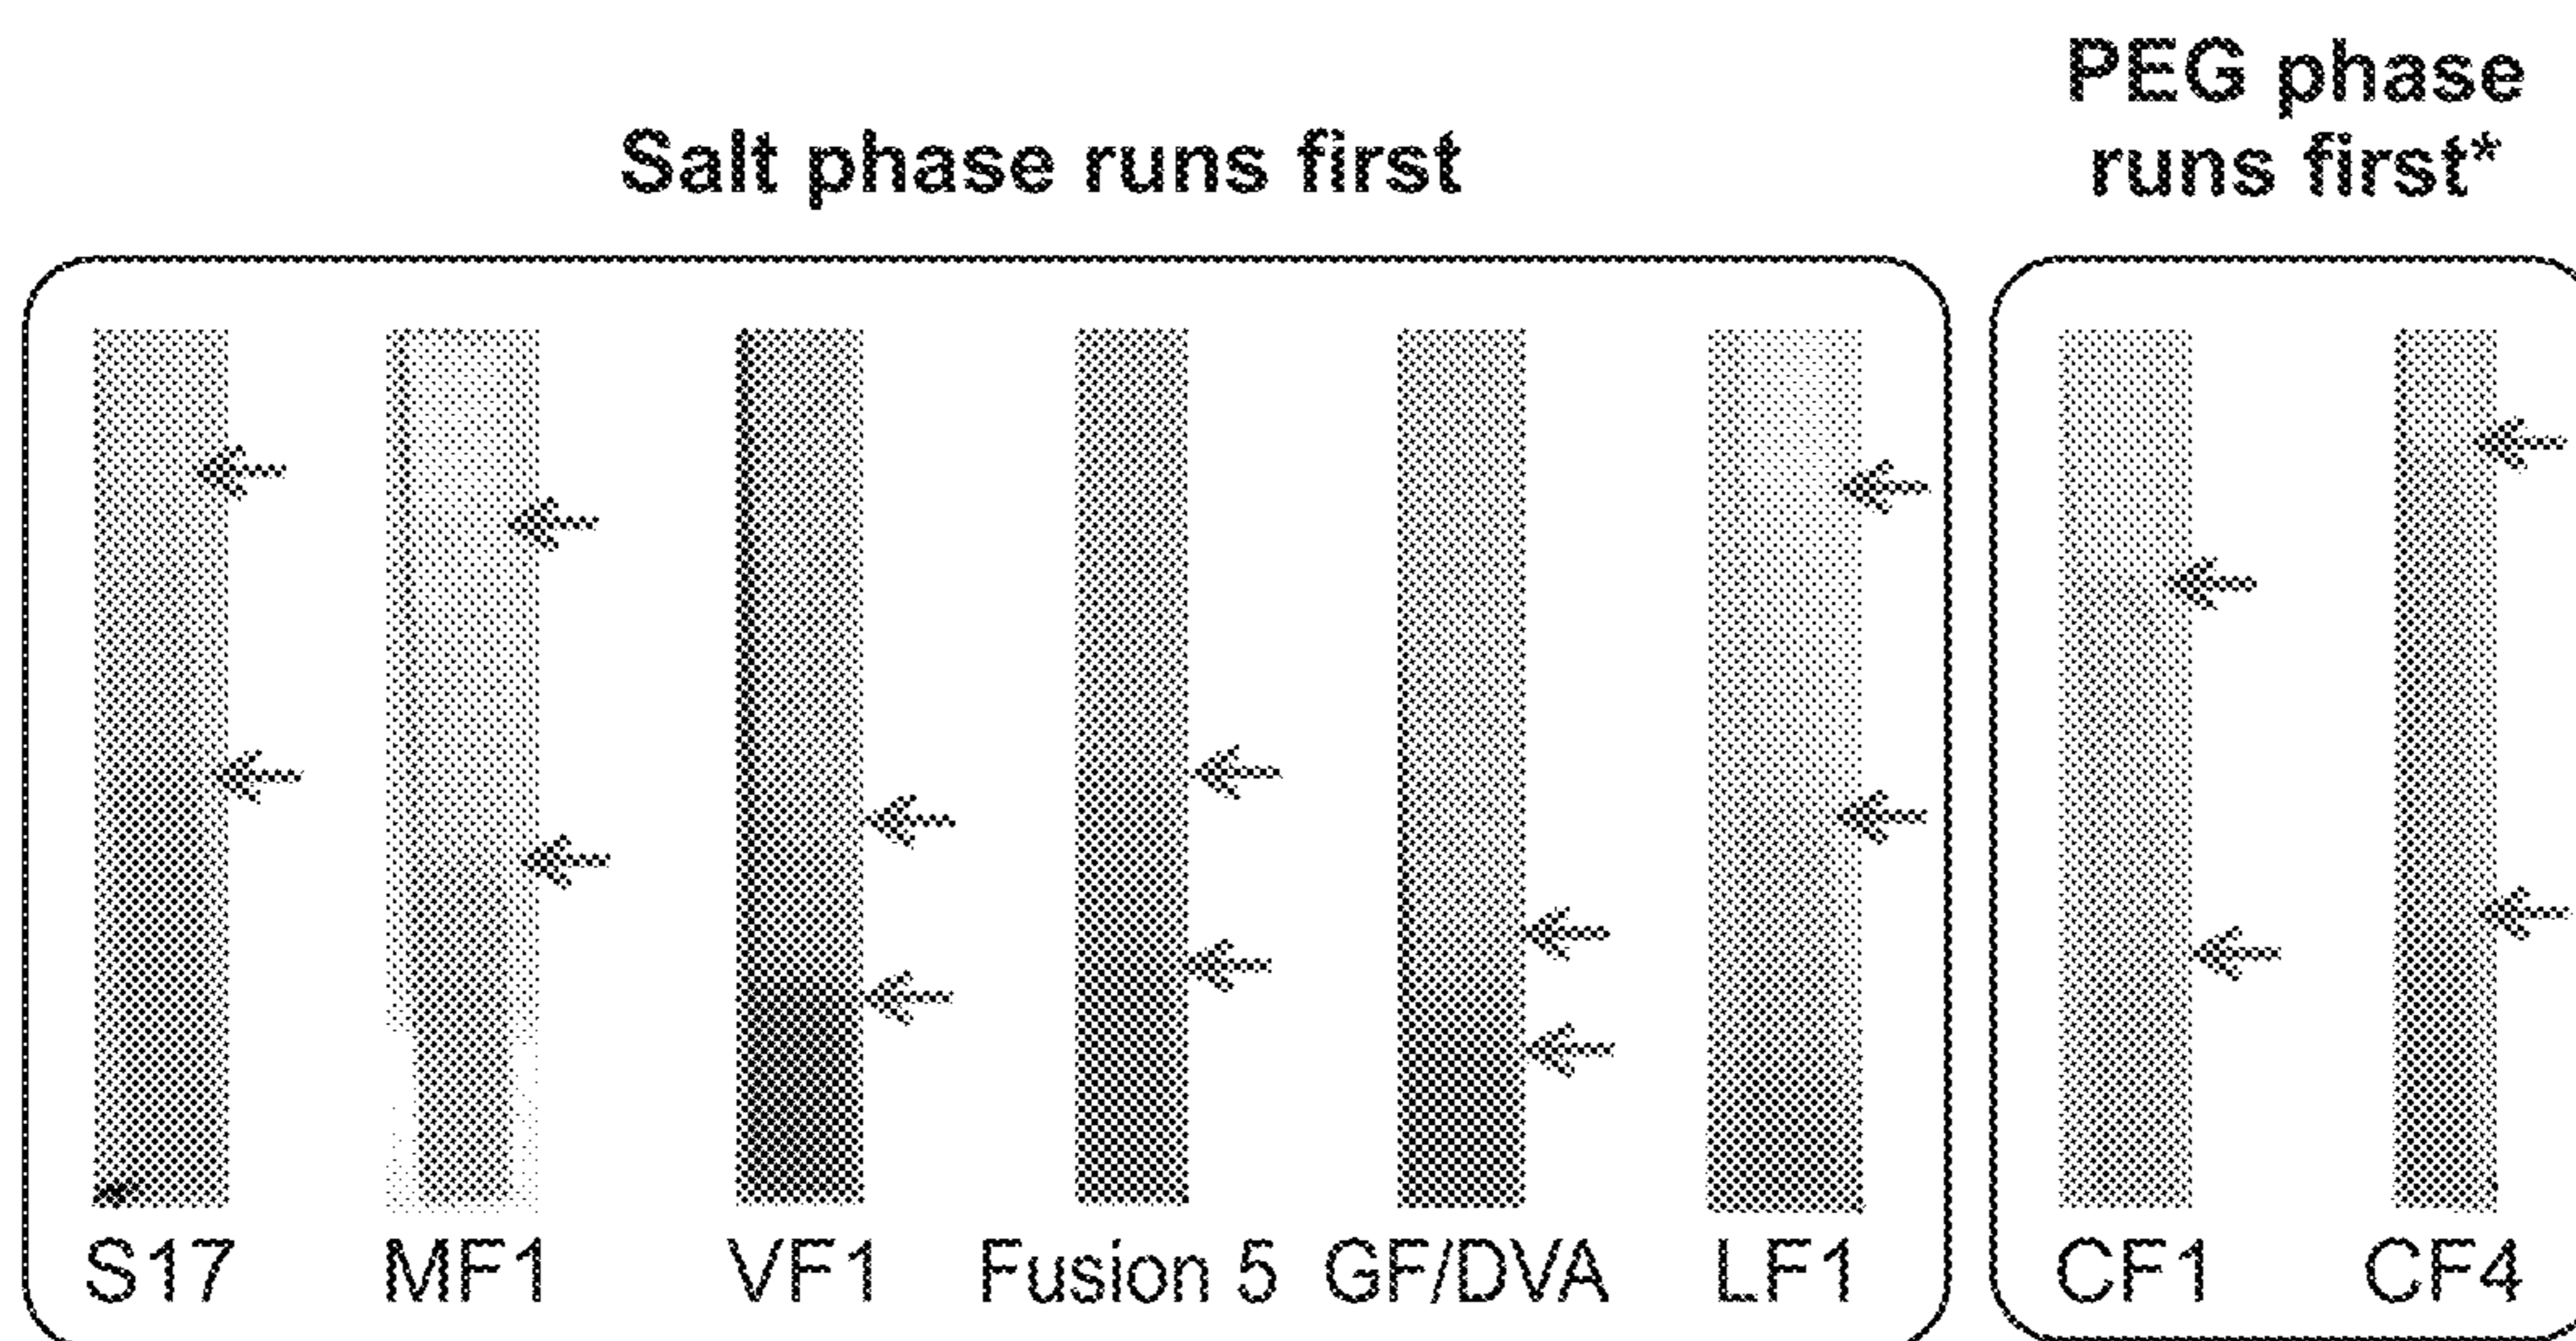 PEG phase
runs first*
Salt phase runs first
S17 MF1 VF1 Fusion 5 GF/DVA LF1 CF1 CF4